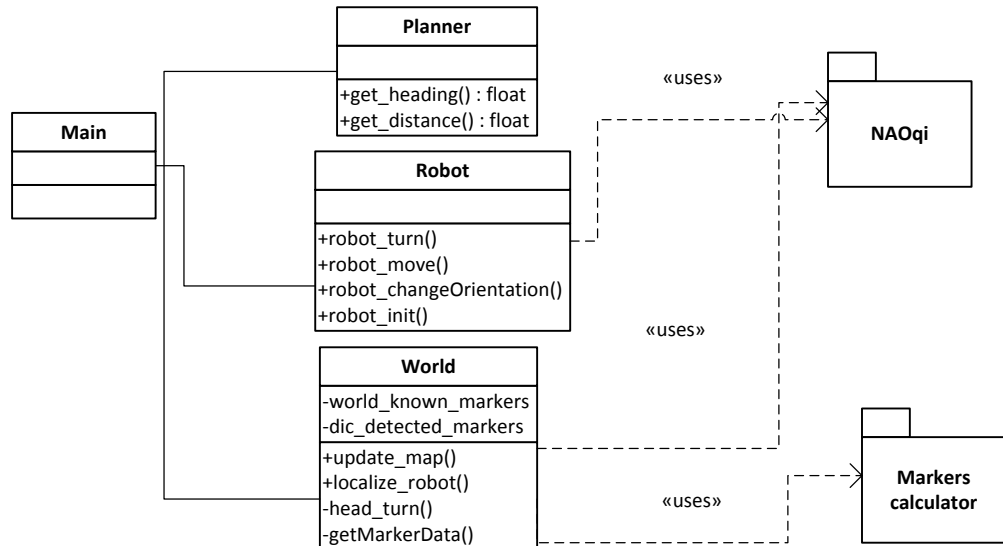 Planner
+get_heading() : float
+get_distance() : float
«uses»
NAOqi
Main
Robot
+robot_turn()
+robot_move()
+robot_changeOrientation()
+robot_init()
«uses»
World
-world_known_markers
-dic_detected_markers
+update_map()
+localize_robot()
-head_turn()
-getMarkerData()
«uses»
Markers
calculator